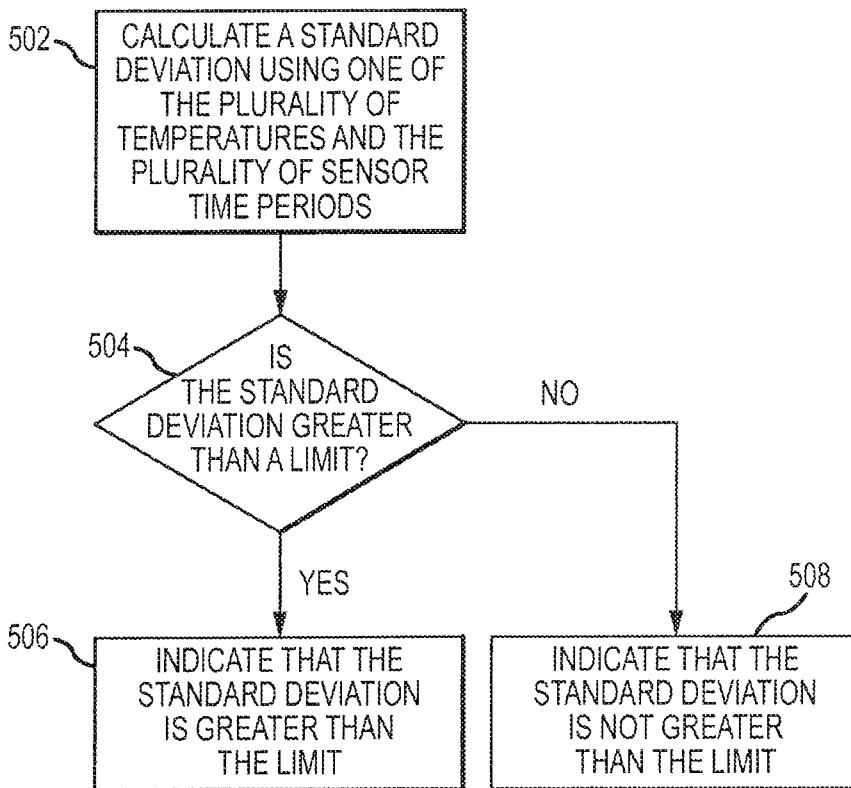 502
CALCULATE A STANDARD
DEVIATION USING ONE OF
THE PLURALITY OF
TEMPERATURES AND THE
PLURALITY OF SENSOR
TIME PERIODS
504
IS
THE STANDARD
DEVIATION GREATER
THAN A LIMIT?
NO
YES
506
INDICATE THAT THE
STANDARD DEVIATION
IS GREATER THAN
THE LIMIT
508
INDICATE THAT THE
STANDARD DEVIATION
IS NOT GREATER
THAN THE LIMIT